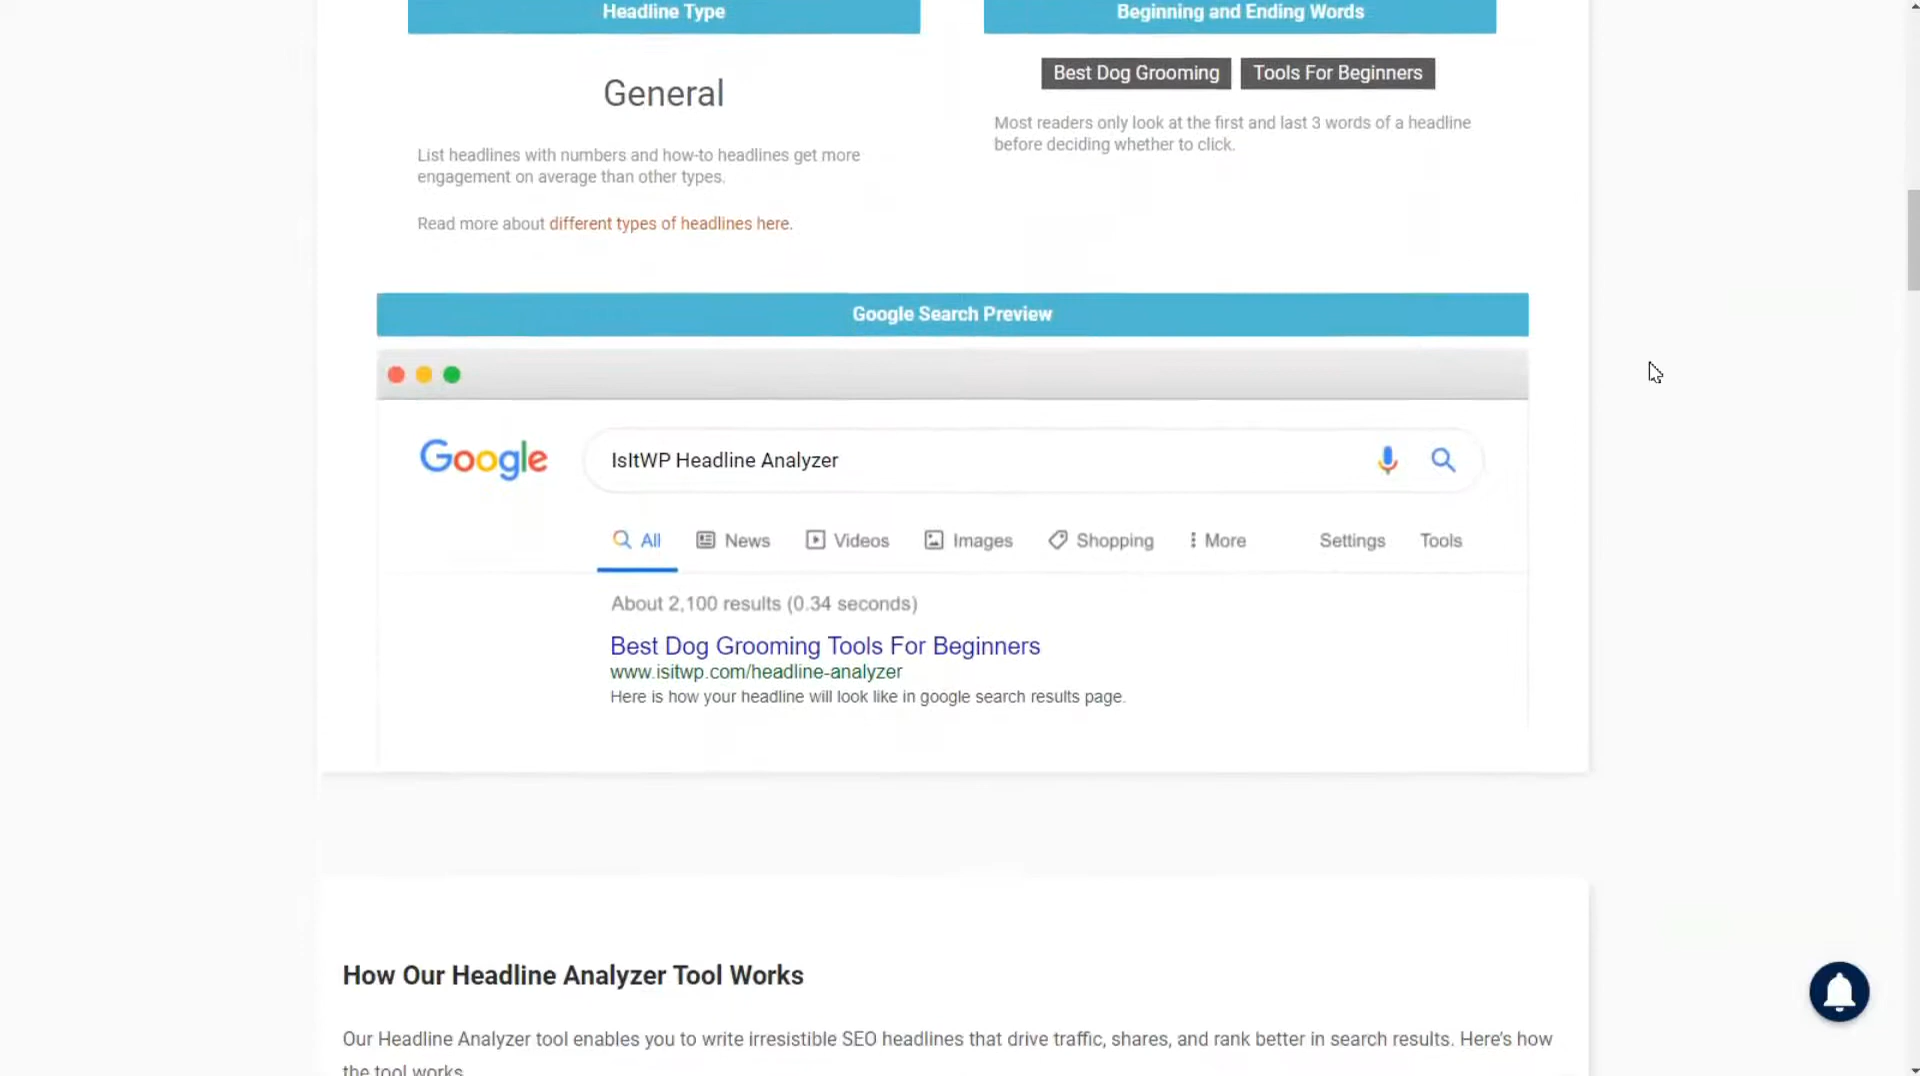 Headline Type
General
List headlines with numbers and how-to headlines get more
engagement on average than other types.
Read more about different types of headlines here.
Beginning and Ending Words
Best Dog Grooming Tools For Beginners
Most readers only look at the first and last 3 words of a headline
before deciding whether to click.
Google Search Preview
Google IsItWP Headline Analyzer
All News Videos Images Shopping More Settings Tools
About 2,100 results (0.34 seconds)
Best Dog Grooming Tools For Beginners
www.isitwp.com/headline-analyzer
Here is how your headline will look like in google search results page.
How Our Headline Analyzer Tool Works
Our Headline Analyzer tool enables you to write irresistible SEO headlines that drive traffic, shares, and rank better in search results. Here's how
the tool works.